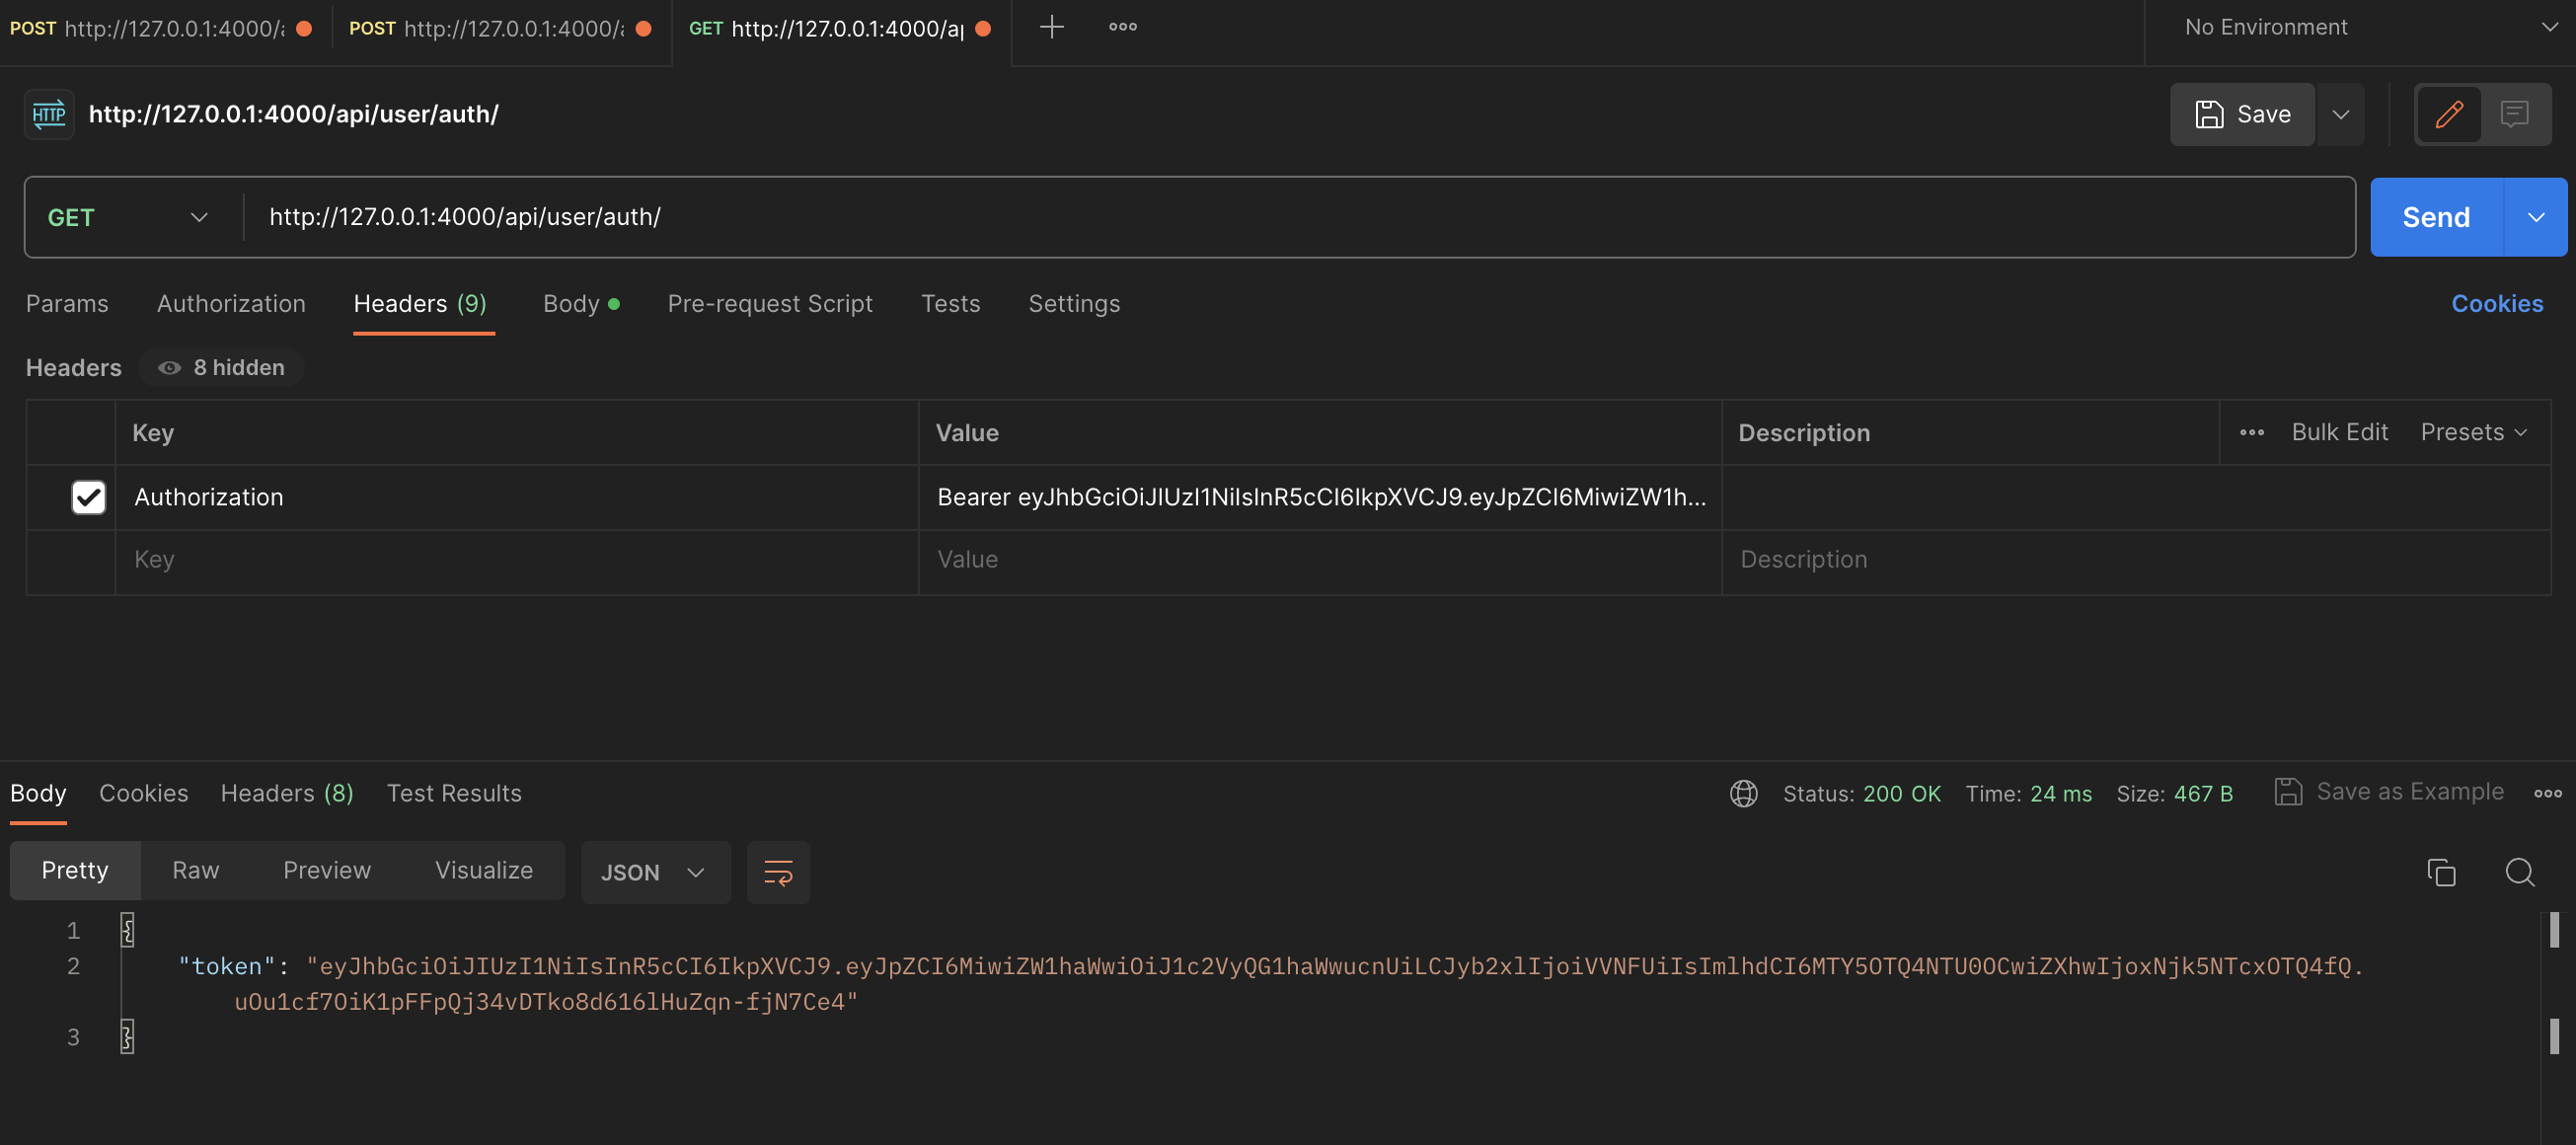 POST http://127.0.0.1:4000/a POST http://127.0.0.1:4000/a GET http://127.0.0.1:4000/ap No Environment
HTTP http://127.0.0.1:4000/api/user/auth/ Save
GET http://127.0.0.1:4000/api/user/auth/ Send
Params Authorization Headers (9) Body Pre-request Script Tests Settings Cookies
Headers 8 hidden
Key Value Description Bulk Edit Presets
Authorization Bearer eyJhbGciOiJIUzI1NiIsInR5cCI6IkpXVCJ9.eyJpZCI6MiwiZW1h...
Key Value Description
Body Cookies Headers (8) Test Results Status: 200 OK Time: 24 ms Size: 467 B Save as Example
Pretty Raw Preview Visualize JSON
1 {
2 "token": "eyJhbGciOiJIUzI1NiIsInR5cCI6IkpXVCJ9.eyJpZCI6MiwiZW1haWwiOiJ1c2VyQG1haWwucnUiLCJyb2xlIjoiVVNFUiIsImlhdCI6MTY5OTQ4NTU0OCwiZXhwIjoxNjk5NTcxOTQ4fQ.
uOu1cf7OiK1pFFpQj34vDTko8d616lHuZqn-fjN7Ce4"
3 }